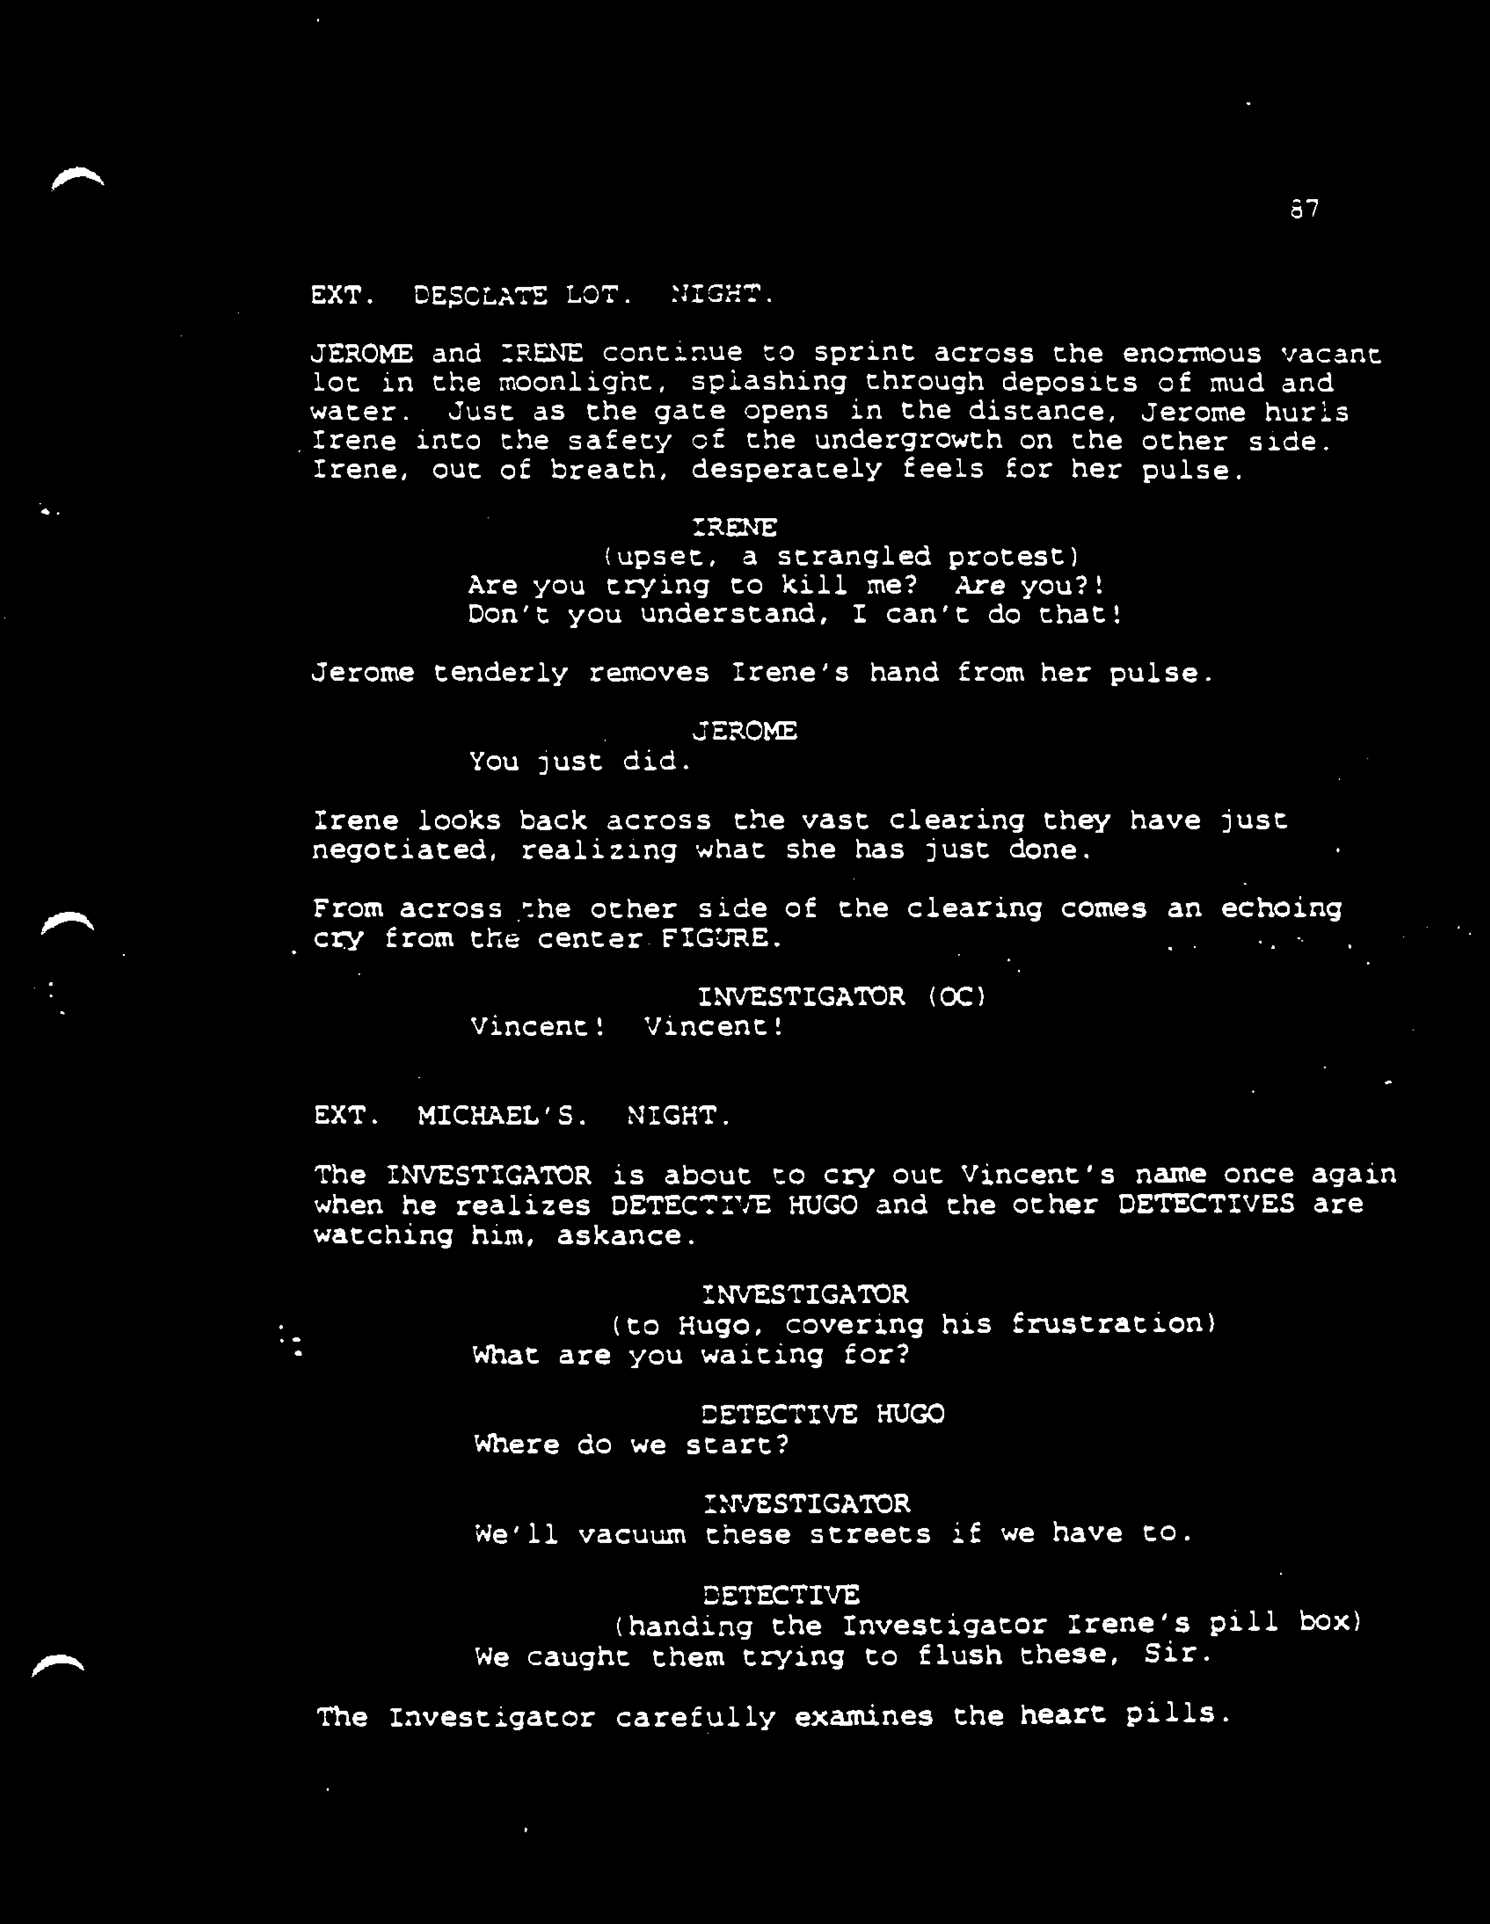 87
EXT. DESOLATE LOT. NIGHT.
JEROME and IRENE continue to sprint across the enormous vacant
lot in the moonlight, splashing through deposits of mud and
water. Just as the gate opens in the distance, Jerome hurls
Irene into the safety of the undergrowth on the other side.
Irene, out of breath, desperately feels for her pulse.
IRENE
(upset, a strangled protest)
Are you trying to kill me? Are you?!
Don't you understand, I can't do that!
Jerome tenderly removes Irene's hand from her pulse.
JEROME
You just did.
Irene looks back across the vast clearing they have just
negotiated, realizing what she has just done.
From across the other side of the clearing comes an echoing
cry from the center FIGURE.
INVESTIGATOR (OC)
Vincent! Vincent!
EXT. MICHAEL'S. NIGHT.
The INVESTIGATOR is about to cry out Vincent's name once again
when he realizes DETECTIVE HUGO and the other DETECTIVES are
watching him, askance.
INVESTIGATOR
(to Hugo, covering his frustration)
What are you waiting for?
DETECTIVE HUGO
Where do we start?
INVESTIGATOR
We'll vacuum these streets if we have to.
DETECTIVE
(handing the Investigator Irene's pill box)
We caught them trying to flush these, Sir.
The Investigator carefully examines the heart pills.